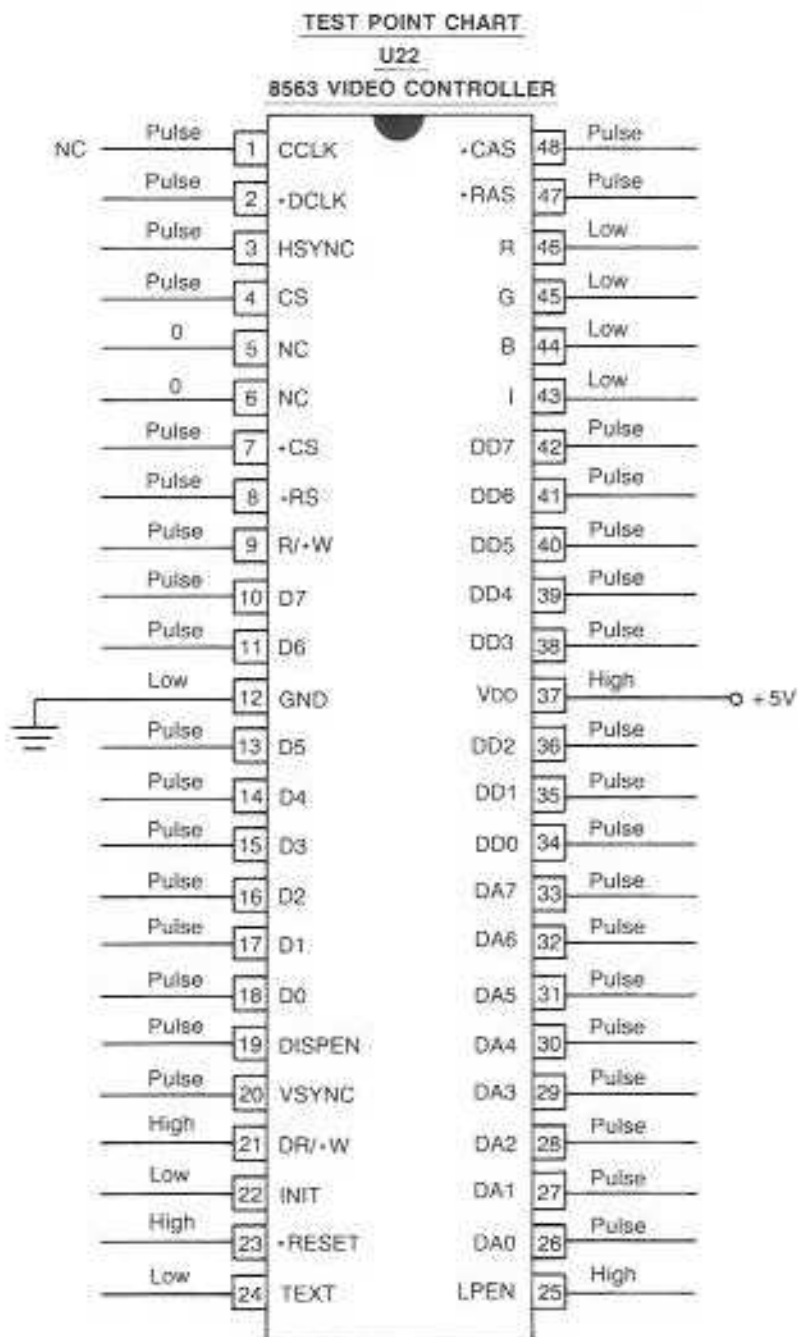 TEST POINT CHART
U22
8563 VIDEO CONTROLLER
NC Pulse 1 CCLK *CAS 48 Pulse
Pulse 2 *DCLK *RAS 47 Pulse
Pulse 3 HSYNC R 46 Low
Pulse 4 CS G 45 Low
0 5 NC B 44 Low
0 6 NC I 43 Low
Pulse 7 *CS DD7 42 Pulse
Pulse 8 *RS DD6 41 Pulse
Pulse 9 R/*W DD5 40 Pulse
Pulse 10 D7 DD4 39 Pulse
Pulse 11 D6 DD3 38 Pulse
Low 12 GND VDD 37 High +5V
Pulse 13 D5 DD2 36 Pulse
Pulse 14 D4 DD1 35 Pulse
Pulse 15 D3 DD0 34 Pulse
Pulse 16 D2 DA7 33 Pulse
Pulse 17 D1 DA6 32 Pulse
Pulse 18 D0 DA5 31 Pulse
Pulse 19 DISPEN DA4 30 Pulse
Pulse 20 VSYNC DA3 29 Pulse
High 21 DR/*W DA2 28 Pulse
Low 22 INIT DA1 27 Pulse
High 23 *RESET DA0 26 Pulse
Low 24 TEXT LPEN 25 High